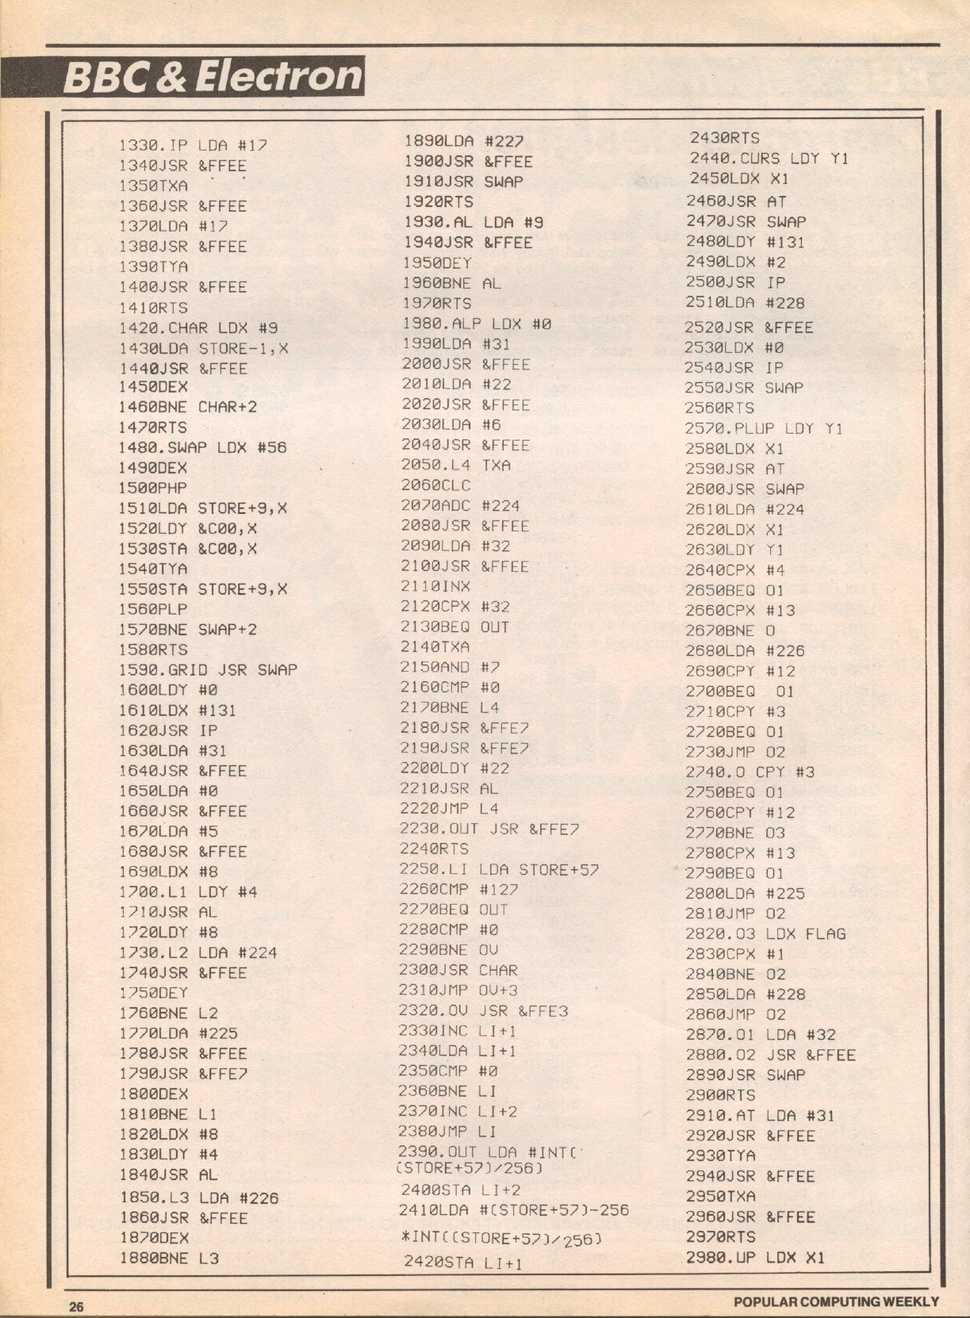 BBC & Electron
1330.IP LDA #17
1340JSR &FFEE
1350TXA
1360JSR &FFEE
1370LDA #17
1380JSR &FFEE
1390TYA
1400JSR &FFEE
1410RTS
1420.CHAR LDX #9
1430LDA STORE-1,X
1440JSR &FFEE
1450DEX
1460BNE CHAR+2
1470RTS
1480.SWAP LDX #56
1490DEX
1500PHP
1510LDA STORE+9,X
1520LDY &C00,X
1530STA &C00,X
1540TYA
1550STA STORE+9,X
1560PLP
1570BNE SWAP+2
1580RTS
1590.GRID JSR SWAP
1600LDY #0
1610LDX #131
1620JSR IP
1630LDA #31
1640JSR &FFEE
1650LDA #0
1660JSR &FFEE
1670LDA #5
1680JSR &FFEE
1690LDX #8
1700.L1 LDY #4
1710JSR AL
1720LDY #8
1730.L2 LDA #224
1740JSR &FFEE
1750DEY
1760BNE L2
1770LDA #225
1780JSR &FFEE
1790JSR &FFE7
1800DEX
1810BNE L1
1820LDX #8
1830LDY #4
1840JSR AL
1850.L3 LDA #226
1860JSR &FFEE
1870DEX
1880BNE L3
1890LDA #227
1900JSR &FFEE
1910JSR SWAP
1920RTS
1930.AL LDA #9
1940JSR &FFEE
1950DEY
1960BNE AL
1970RTS
1980.ALP LDX #0
1990LDA #31
2000JSR &FFEE
2010LDA #22
2020JSR &FFEE
2030LDA #6
2040JSR &FFEE
2050.L4 TXA
2060CLC
2070ADC #224
2080JSR &FFEE
2090LDA #32
2100JSR &FFEE
2110INX
2120CPX #32
2130BEQ OUT
2140TXA
2150AND #7
2160CMP #0
2170BNE L4
2180JSR &FFE7
2190JSR &FFE7
2200LDY #22
2210JSR AL
2220JMP L4
2230.OUT JSR &FFE7
2240RTS
2250.LI LDA STORE+57
2260CMP #127
2270BEQ OUT
2280CMP #0
2290BNE OV
2300JSR CHAR
2310JMP OV+3
2320.OV JSR &FFE3
2330INC LI+1
2340LDA LI+1
2350CMP #0
2360BNE LI
2370INC LI+2
2380JMP LI
2390.OUT LDA #INT(
(STORE+57)/256)
2400STA LI+2
2410LDA #(STORE+57)-256
*INT((STORE+57)/256)
2420STA LI+1
2430RTS
2440.CURS LDY Y1
2450LDX X1
2460JSR AT
2470JSR SWAP
2480LDY #131
2490LDX #2
2500JSR IP
2510LDA #228
2520JSR &FFEE
2530LDX #0
2540JSR IP
2550JSR SWAP
2560RTS
2570.PLUP LDY Y1
2580LDX X1
2590JSR AT
2600JSR SWAP
2610LDA #224
2620LDX X1
2630LDY Y1
2640CPX #4
2650BEQ O1
2660CPX #13
2670BNE O
2680LDA #226
2690CPY #12
2700BEQ  O1
2710CPY #3
2720BEQ O1
2730JMP O2
2740.O CPY #3
2750BEQ O1
2760CPY #12
2770BNE O3
2780CPX #13
2790BEQ O1
2800LDA #225
2810JMP O2
2820.O3 LDX FLAG
2830CPX #1
2840BNE O2
2850LDA #228
2860JMP O2
2870.O1 LDA #32
2880.O2 JSR &FFEE
2890JSR SWAP
2900RTS
2910.AT LDA #31
2920JSR &FFEE
2930TYA
2940JSR &FFEE
2950TXA
2960JSR &FFEE
2970RTS
2980.UP LDX X1
26
POPULAR COMPUTING WEEKLY